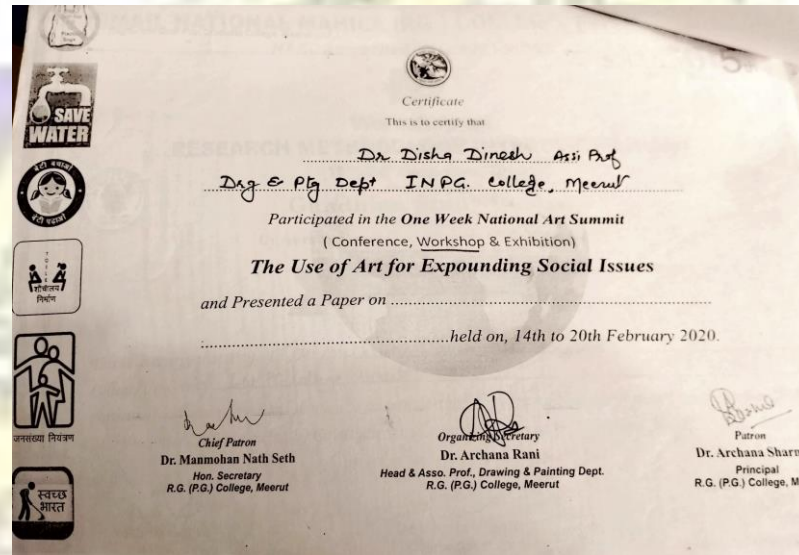 SAVE
WATER
बेटी बचाओ
बेटी पढ़ाओ
शौचालय
निर्माण
जनसंख्या नियंत्रण
स्वच्छ
भारत
Certificate
This is to certify that
Dr Disha Dinesh Assi Prof
Drg & Ptg Dept INPG. College, Meerut
Participated in the One Week National Art Summit
( Conference, Workshop & Exhibition)
The Use of Art for Expounding Social Issues
and Presented a Paper on
held on, 14th to 20th February 2020.
Chief Patron
Dr. Manmohan Nath Seth
Hon. Secretary
R.G. (P.G.) College, Meerut
Organizing Secretary
Dr. Archana Rani
Head & Asso. Prof., Drawing & Painting Dept.
R.G. (P.G.) College, Meerut
Patron
Dr. Archana Sharm
Principal
R.G. (P.G.) College, M